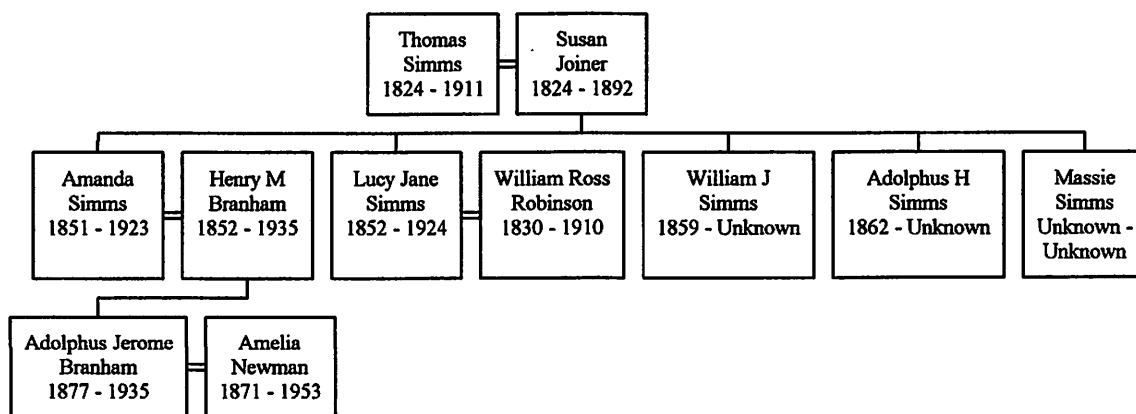 Thomas
Simms
1824 - 1911
Susan
Joiner
1824 - 1892
Amanda
Simms
1851 - 1923
Henry M
Branham
1852 - 1935
Lucy Jane
Simms
1852 - 1924
William Ross
Robinson
1830 - 1910
William J
Simms
1859 - Unknown
Adolphus H
Simms
1862 - Unknown
Massie
Simms
Unknown -
Unknown
Adolphus Jerome
Branham
1877 - 1935
Amelia
Newman
1871 - 1953